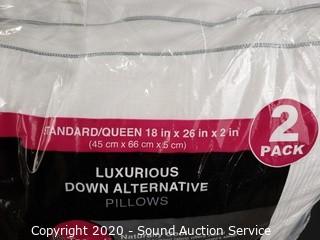 TANDARD/QUEEN 18 in x 26 in x 2 in
(45 cm x 66 cm x 5 cm)
2
PACK
LUXURIOUS
DOWN ALTERNATIVE
PILLOWS
Copyright 2020 - Sound Auction Service